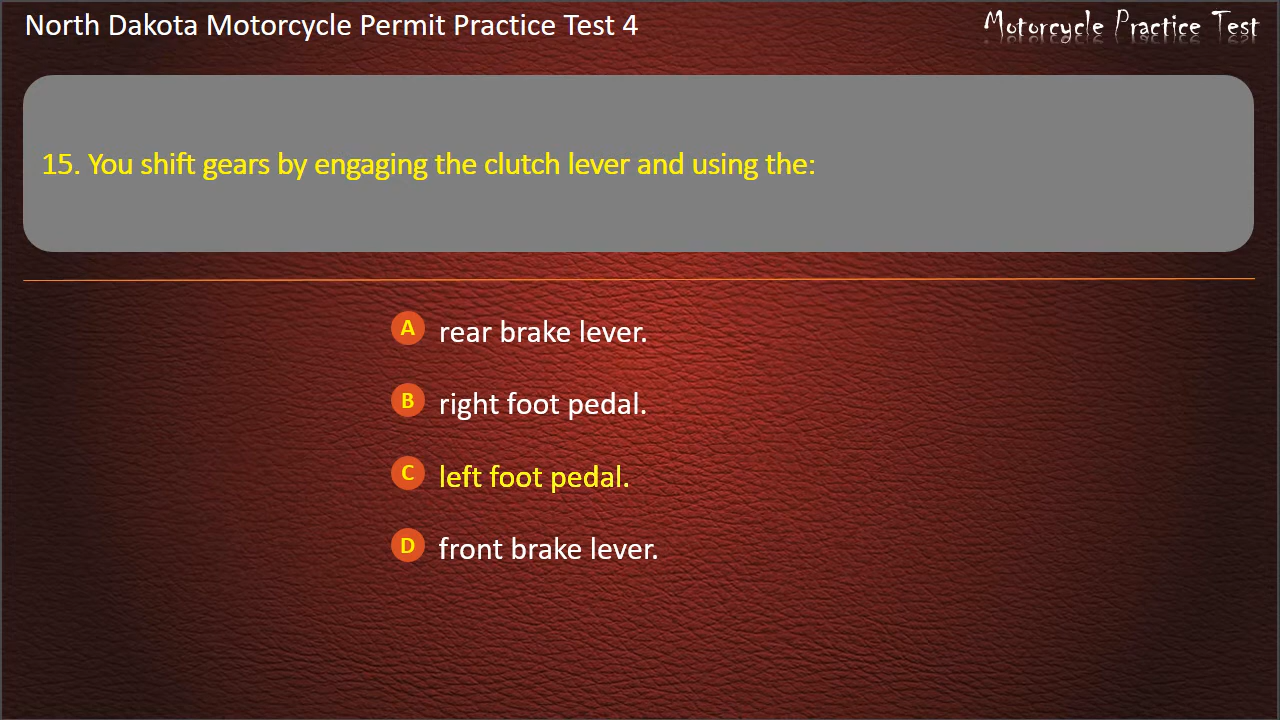 North Dakota Motorcycle Permit Practice Test 4
Motorcycle Practice Test
15. You shift gears by engaging the clutch lever and using the:
A rear brake lever.
B right foot pedal.
C left foot pedal.
D front brake lever.